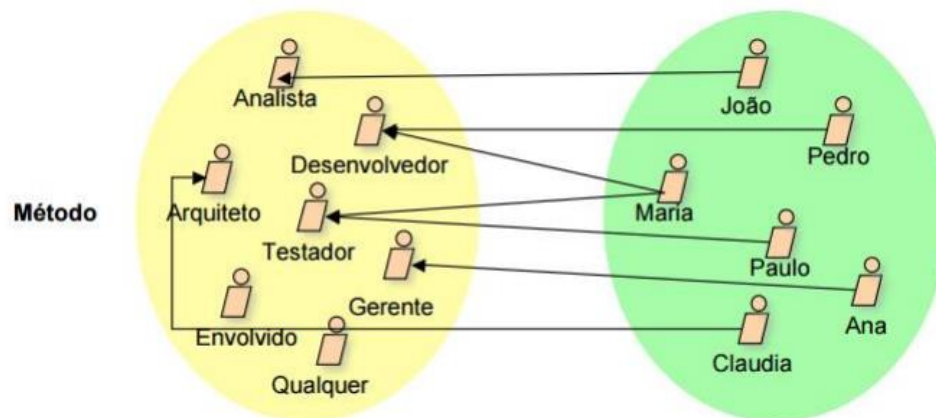 Método
Analista
Desenvolvedor
Arquiteto
Testador
Gerente
Envolvido
Qualquer
João
Pedro
Maria
Paulo
Ana
Claudia